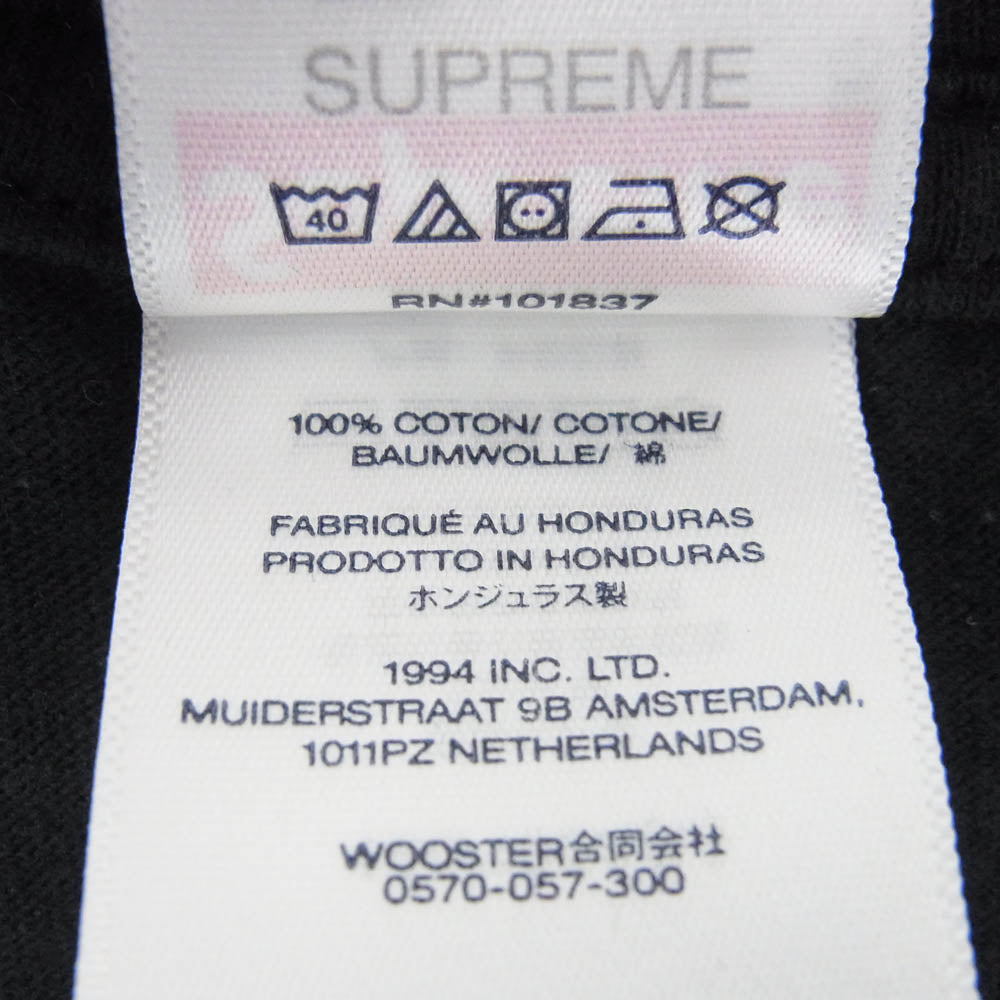 SUPREME
40
RN#101837
100% COTON/ COTONE/
BAUMWOLLE/ 綿
FABRIQUÉ AU HONDURAS
PRODOTTO IN HONDURAS
ホンジュラス製
1994 INC. LTD.
MUIDERSTRAAT 9B AMSTERDAM,
1011PZ NETHERLANDS
WOOSTER合同会社
0570-057-300